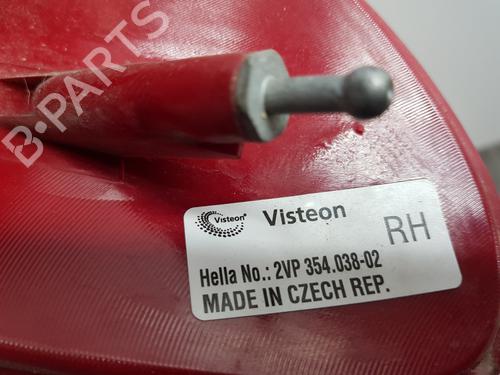 B-PARTS
Visteon
Visteon
RH
Hella No.: 2VP 354.038-02
MADE IN CZECH REP.